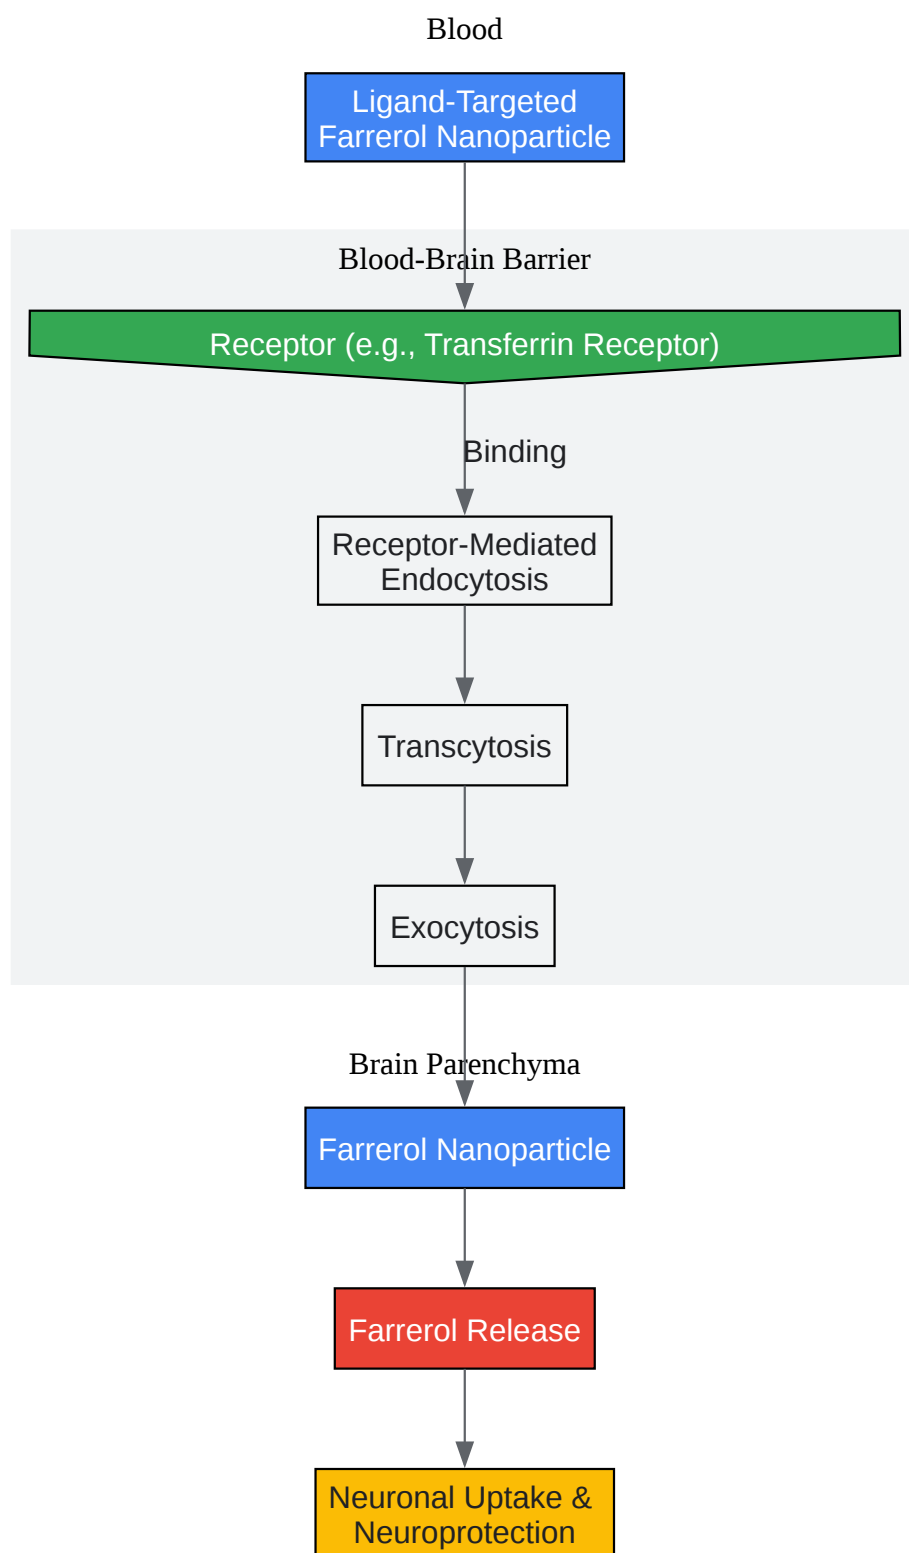 Blood
Ligand-Targeted
Farrerol Nanoparticle
Blood-Brain Barrier
Receptor (e.g., Transferrin Receptor)
Binding
Receptor-Mediated
Endocytosis
Transcytosis
Exocytosis
Brain Parenchyma
Farrerol Nanoparticle
Farrerol Release
Neuronal Uptake &
Neuroprotection